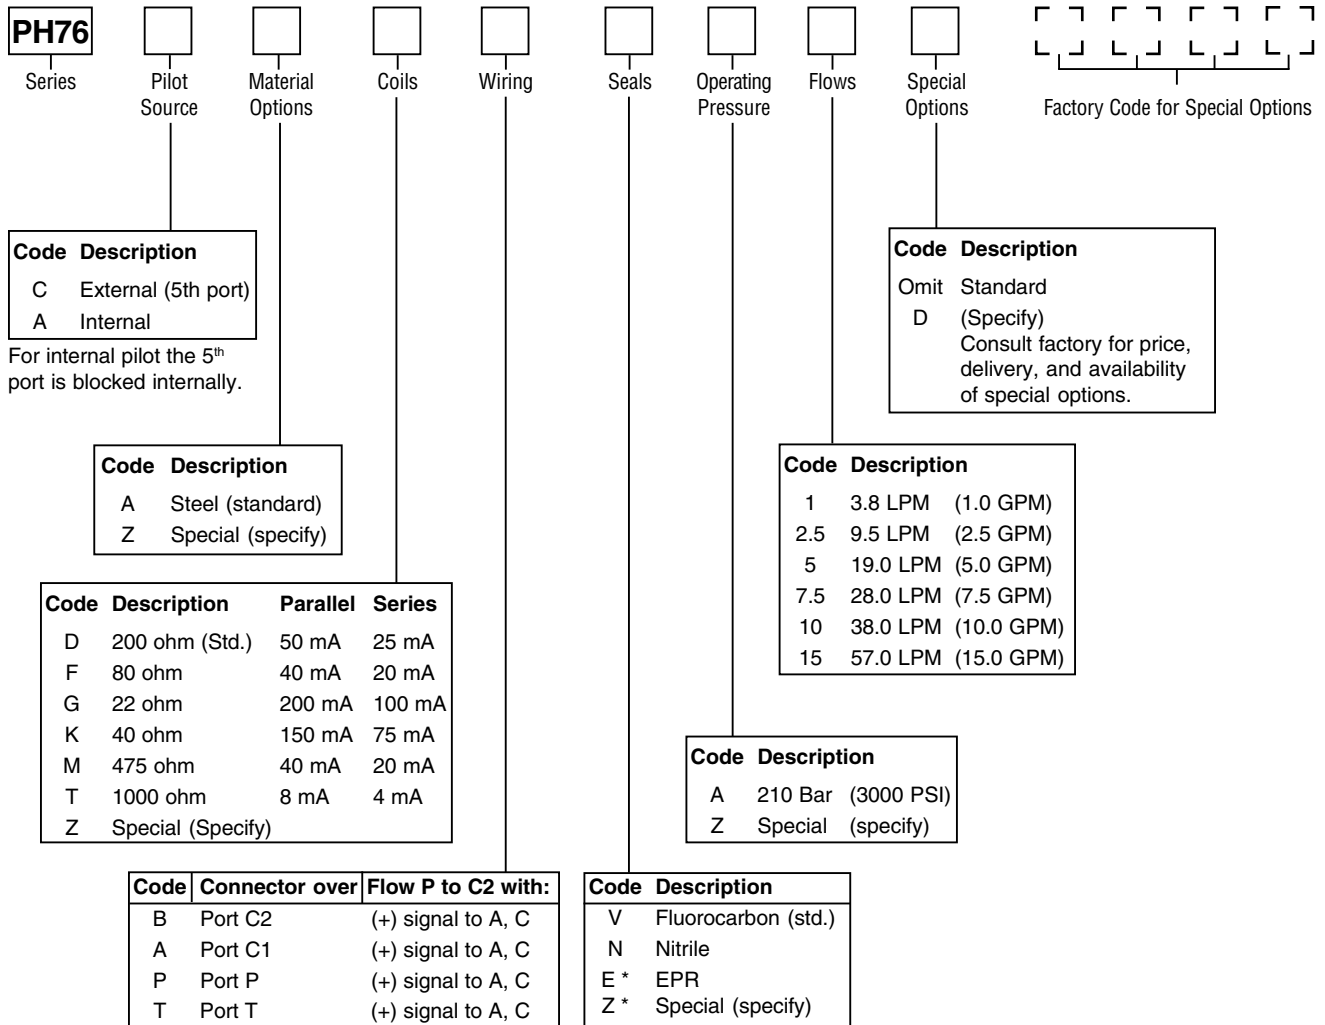 PH76
Series
Pilot
Source
Material
Options
Coils
Wiring
Seals
Operating
Pressure
Flows
Special
Options
Factory Code for Special Options
Code Description
C External (5th port)
A Internal
For internal pilot the 5th
port is blocked internally.
Code Description
Omit Standard
D (Specify)
Consult factory for price,
delivery, and availability
of special options.
Code Description
A Steel (standard)
Z Special (specify)
Code Description
1 3.8 LPM (1.0 GPM)
2.5 9.5 LPM (2.5 GPM)
5 19.0 LPM (5.0 GPM)
7.5 28.0 LPM (7.5 GPM)
10 38.0 LPM (10.0 GPM)
15 57.0 LPM (15.0 GPM)
Code Description Parallel Series
D 200 ohm (Std.) 50 mA 25 mA
F 80 ohm 40 mA 20 mA
G 22 ohm 200 mA 100 mA
K 40 ohm 150 mA 75 mA
M 475 ohm 40 mA 20 mA
T 1000 ohm 8 mA 4 mA
Z Special (Specify)
Code Description
A 210 Bar (3000 PSI)
Z Special (specify)
Code Connector over Flow P to C2 with:
B Port C2 (+) signal to A, C
A Port C1 (+) signal to A, C
P Port P (+) signal to A, C
T Port T (+) signal to A, C
Code Description
V Fluorocarbon (std.)
N Nitrile
E * EPR
Z * Special (specify)